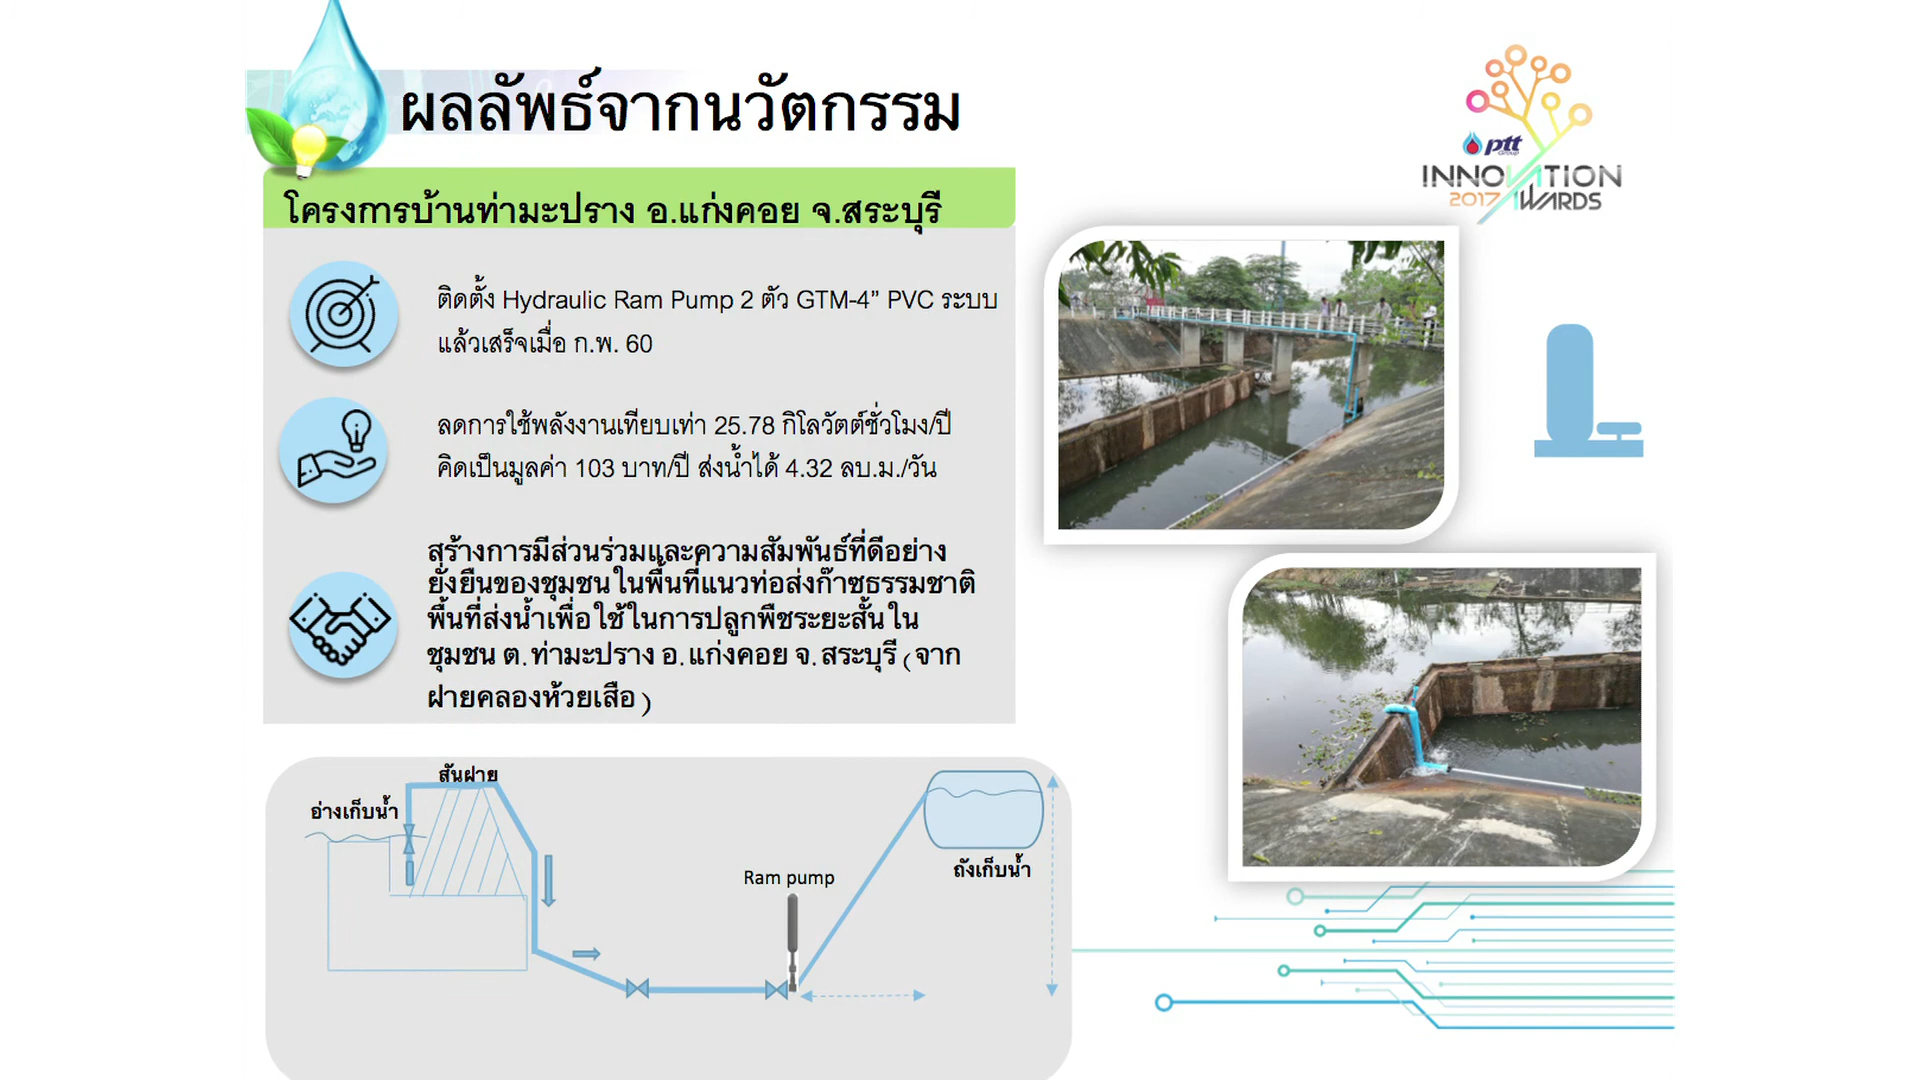 ผลลัพธ์จากนวัตกรรม
ptt
Group
INNOVATION
2017 AWARDS
โครงการบ้านท่ามะปราง อ.แก่งคอย จ.สระบุรี
ติดตั้ง Hydraulic Ram Pump 2 ตัว GTM-4” PVC ระบบ
แล้วเสร็จเมื่อ ก.พ. 60
ลดการใช้พลังงานเทียบเท่า 25.78 กิโลวัตต์ชั่วโมง/ปี
คิดเป็นมูลค่า 103 บาท/ปี ส่งน้ำได้ 4.32 ลบ.ม./วัน
สร้างการมีส่วนร่วมและความสัมพันธ์ที่ดีอย่าง
ยั่งยืนของชุมชนในพื้นที่แนวท่อส่งก๊าซธรรมชาติ
พื้นที่ส่งน้ำเพื่อใช้ในการปลูกพืชระยะสั้นใน
ชุมชน ต.ท่ามะปราง อ.แก่งคอย จ.สระบุรี (จาก
ฝายคลองห้วยเสือ)
สันฝาย
อ่างเก็บน้ำ
Ram pump
ถังเก็บน้ำ